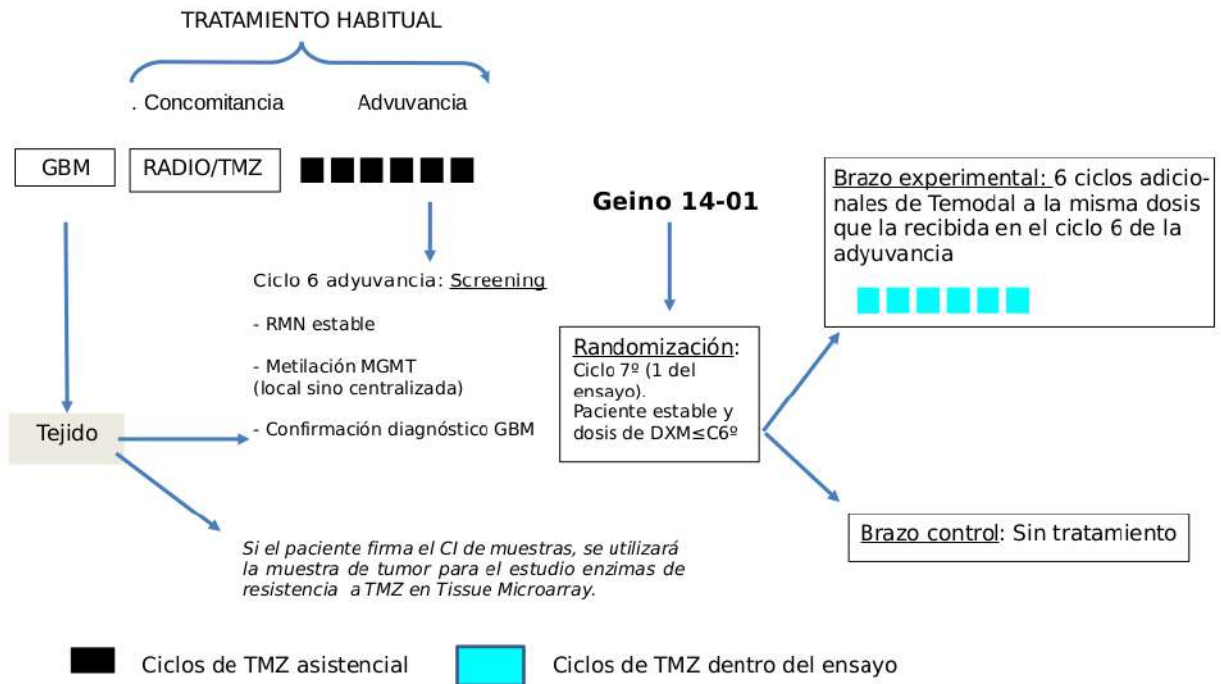 TRATAMIENTO HABITUAL
. Concomitancia
Advuvancia
GBM
RADIO/TMZ
Geino 14-01
Brazo experimental: 6 ciclos adicio-
nales de Temodal a la misma dosis
que la recibida en el ciclo 6 de la
adyuvancia
Ciclo 6 adyuvancia: Screening
- RMN estable
- Metilación MGMT
(local sino centralizada)
- Confirmación diagnóstico GBM
Randomización:
Ciclo 7º (1 del
ensayo).
Paciente estable y
dosis de DXM≤C6º
Tejido
Brazo control: Sin tratamiento
Si el paciente firma el CI de muestras, se utilizará
la muestra de tumor para el estudio enzimas de
resistencia a TMZ en Tissue Microarray.
Ciclos de TMZ asistencial
Ciclos de TMZ dentro del ensayo